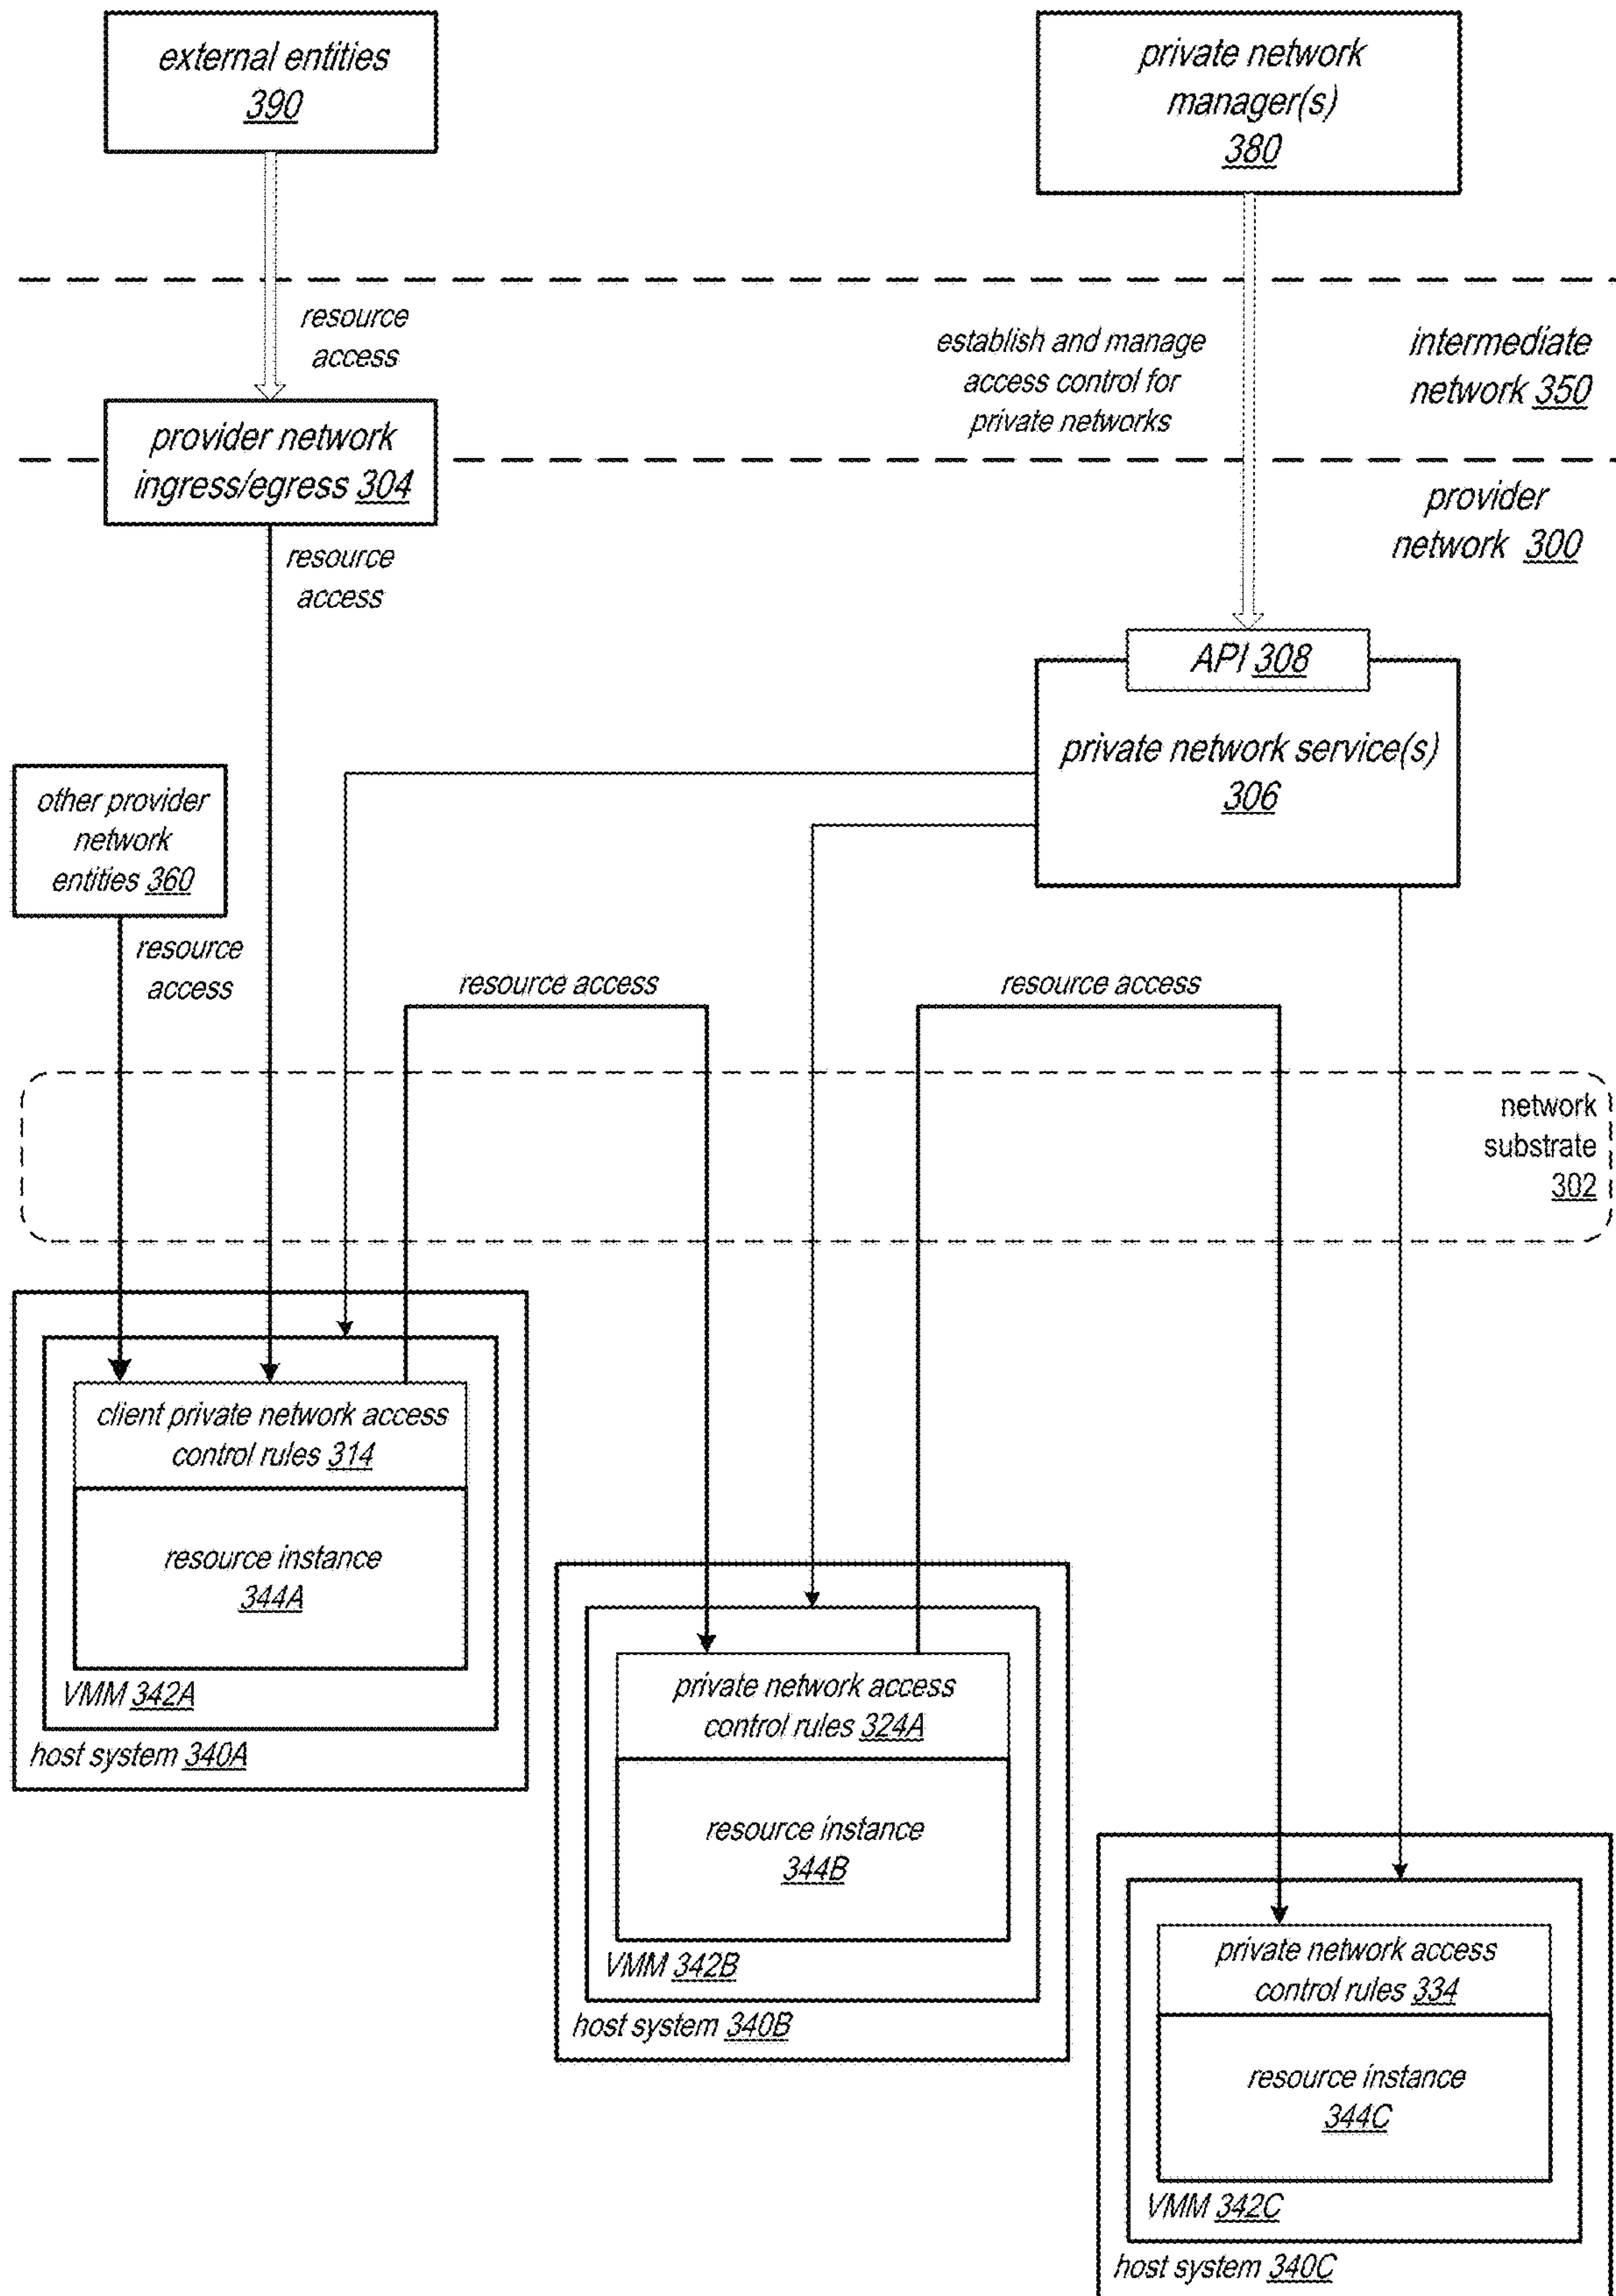 external entities
390
private network
manager(s)
380
resource
access
establish and manage
access control for
private networks
intermediate
network 350
provider network
ingress/egress 304
provider
network 300
resource
access
API 308
private network service(s)
306
other provider
network
entities 360
resource
access
resource access
resource access
network
substrate
302
client private network access
control rules 314
resource instance
344A
VMM 342A
host system 340A
private network access
control rules 324A
resource instance
344B
VMM 342B
host system 340B
private network access
control rules 334
resource instance
344C
VMM 342C
host system 340C